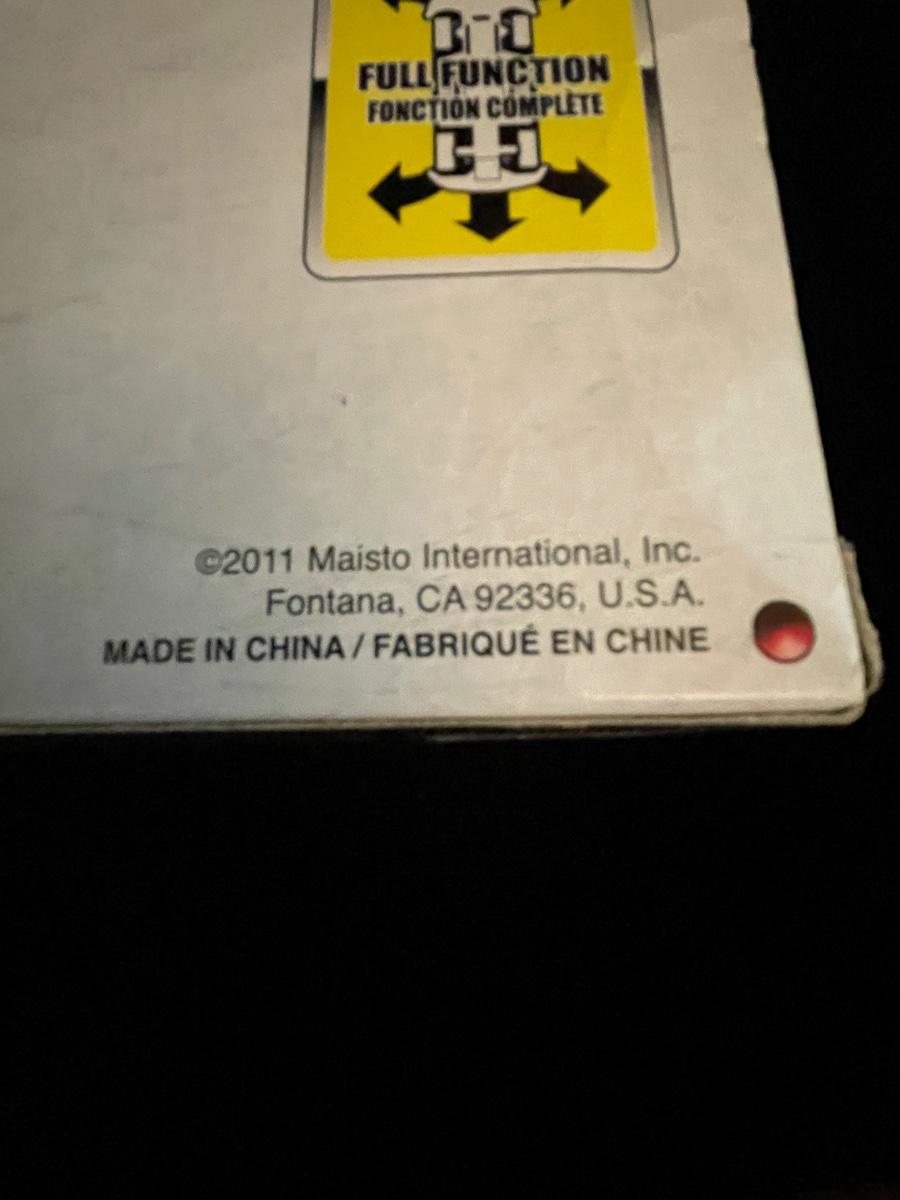 FULL FUNCTION
FONCTION COMPLÈTE
©2011 Maisto International, Inc.
Fontana, CA 92336, U.S.A.
MADE IN CHINA / FABRIQUÉ EN CHINE